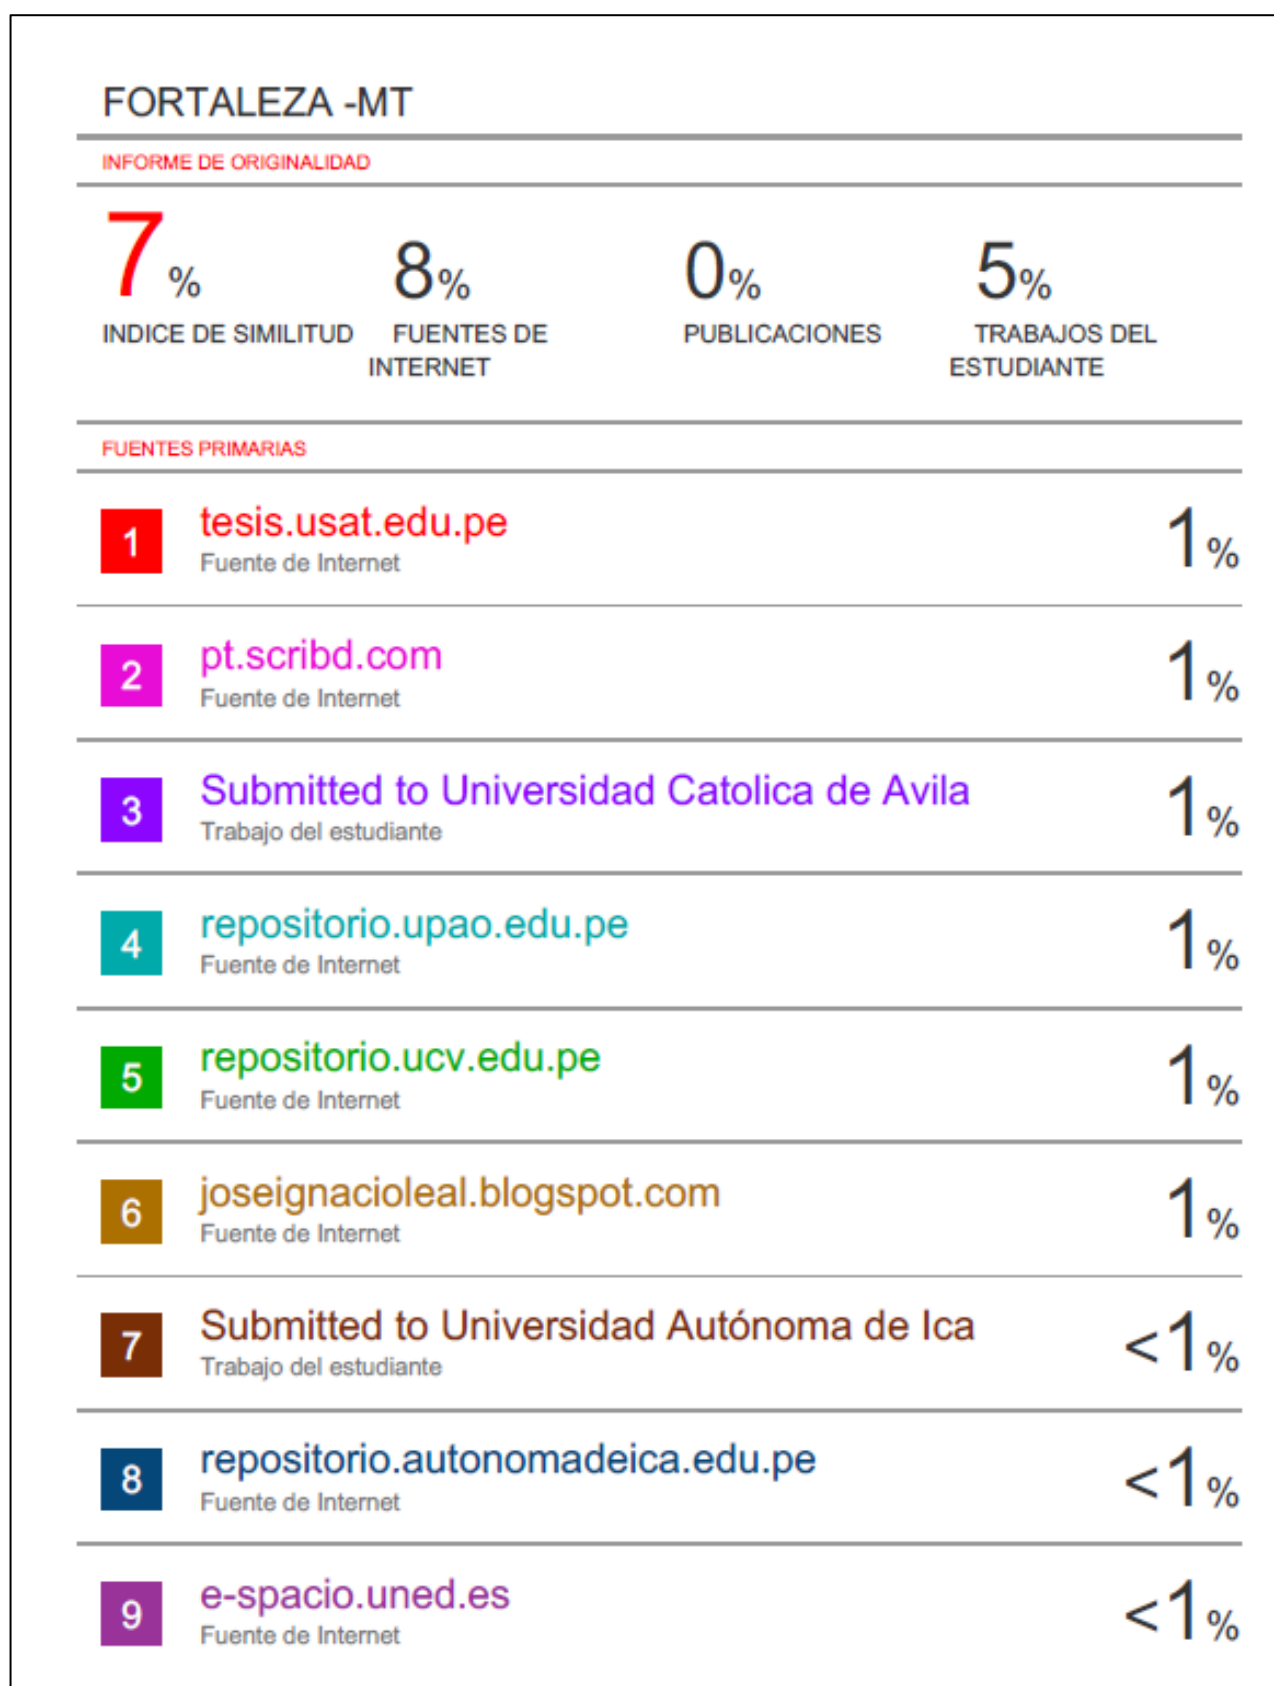 FORTALEZA -MT
INFORME DE ORIGINALIDAD
7% 8% 0% 5%
INDICE DE SIMILITUD FUENTES DE PUBLICACIONES TRABAJOS DEL
INTERNET ESTUDIANTE
FUENTES PRIMARIAS
1 tesis.usat.edu.pe 1%
Fuente de Internet
2 pt.scribd.com 1%
Fuente de Internet
3 Submitted to Universidad Catolica de Avila 1%
Trabajo del estudiante
4 repositorio.upao.edu.pe 1%
Fuente de Internet
5 repositorio.ucv.edu.pe 1%
Fuente de Internet
6 joseignacioleal.blogspot.com 1%
Fuente de Internet
7 Submitted to Universidad Autónoma de Ica <1%
Trabajo del estudiante
8 repositorio.autonomadeica.edu.pe <1%
Fuente de Internet
9 e-spacio.uned.es <1%
Fuente de Internet